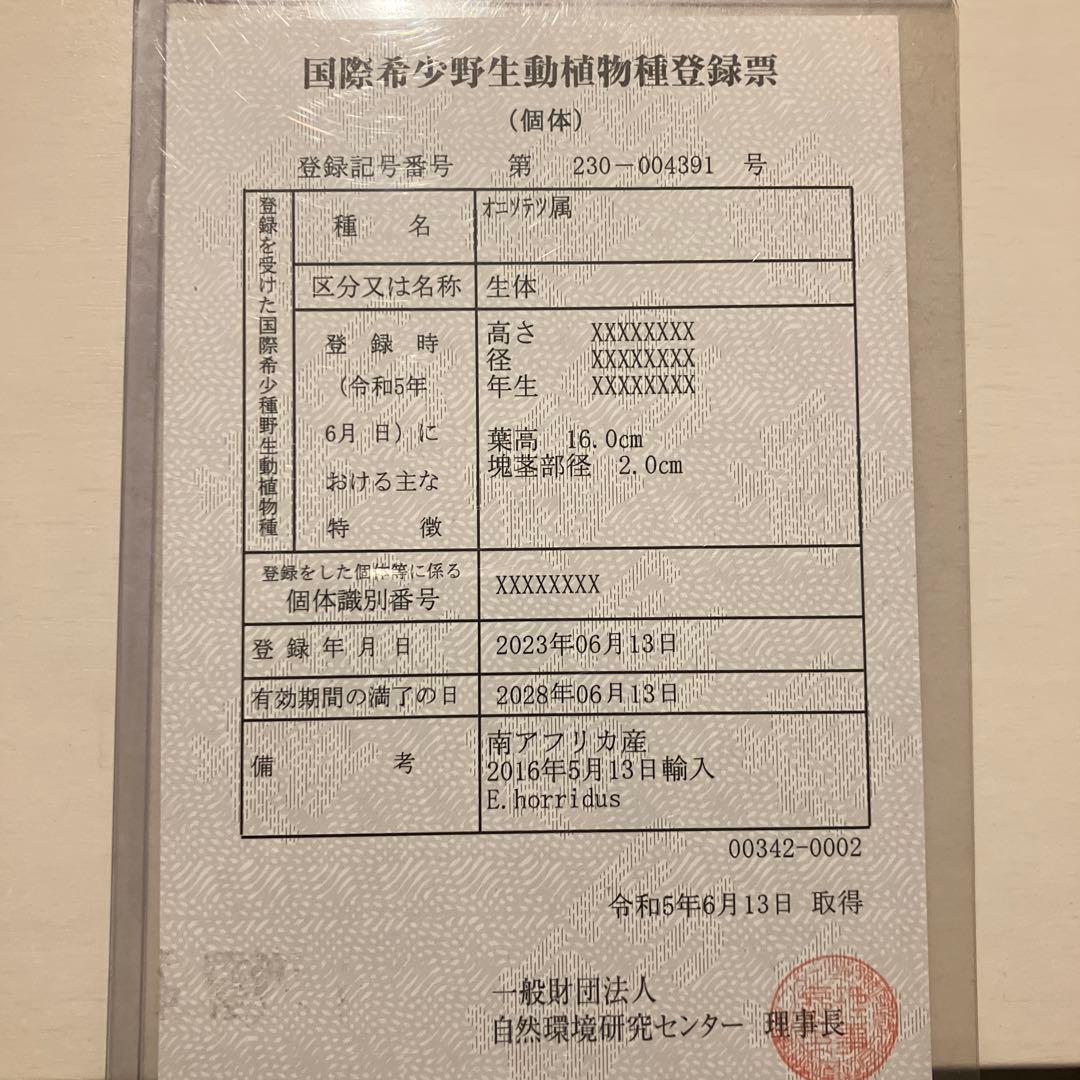 国際希少野生動植物種登録票
(個体)
登録記号番号 第 230-004391 号
登録を受けた国際希少種野生動植物種
種 名 オニソテツ属
区分又は名称 生体
登 録 時
(令和5年
6月 日)に
おける主な
特 徴
高さ XXXXXXXX
径 XXXXXXXX
年生 XXXXXXXX
葉高 16.0cm
塊茎部径 2.0cm
登録をした個体等に係る
個体識別番号 XXXXXXXX
登 録 年 月 日 2023年06月13日
有効期間の満了の日 2028年06月13日
備 考
南アフリカ産
2016年5月13日輸入
E.horridus
00342-0002
令和5年6月13日 取得
一般財団法人
自然環境研究センター 理事長